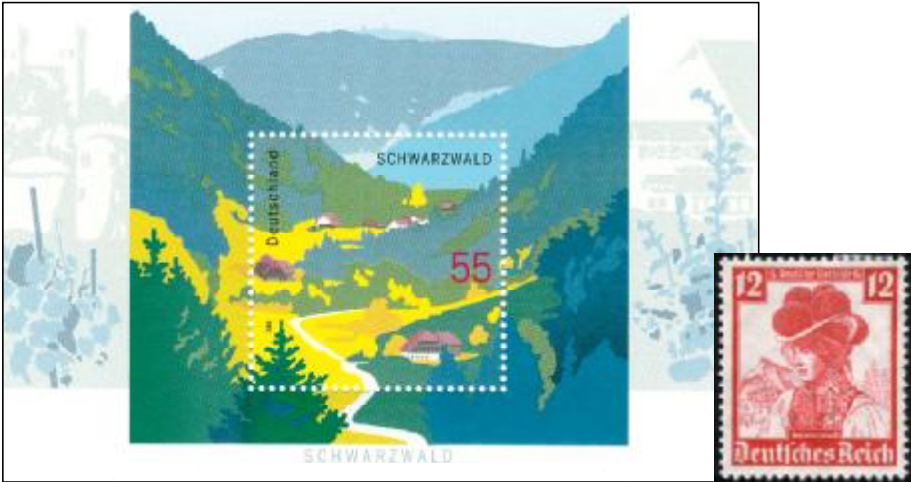 Deutschland
SCHWARZWALD
55
SCHWARZWALD
12 12
Deutsches Reich